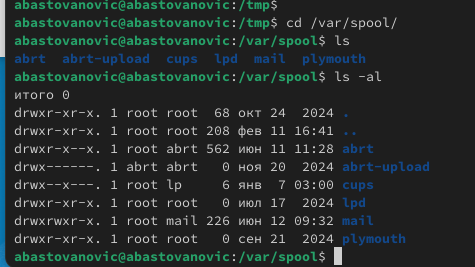 abastovanovic@abastovanovic:/tmp$
abastovanovic@abastovanovic:/tmp$ cd /var/spool/
abastovanovic@abastovanovic:/var/spool$ ls
abrt abrt-upload cups lpd mail plymouth
abastovanovic@abastovanovic:/var/spool$ ls -al
итого 0
drwxr-xr-x. 1 root root 68 окт 24 2024 .
drwxr-xr-x. 1 root root 208 фев 11 16:41 ..
drwxr-x--x. 1 root abrt 562 июн 11 11:28 abrt
drwx------. 1 abrt abrt 0 ноя 20 2024 abrt-upload
drwx--x---. 1 root lp 6 янв 7 03:00 cups
drwxr-xr-x. 1 root root 0 июл 17 2024 lpd
drwxrwxr-x. 1 root mail 226 июн 12 09:32 mail
drwxr-xr-x. 1 root root 0 сен 21 2024 plymouth
abastovanovic@abastovanovic:/var/spool$